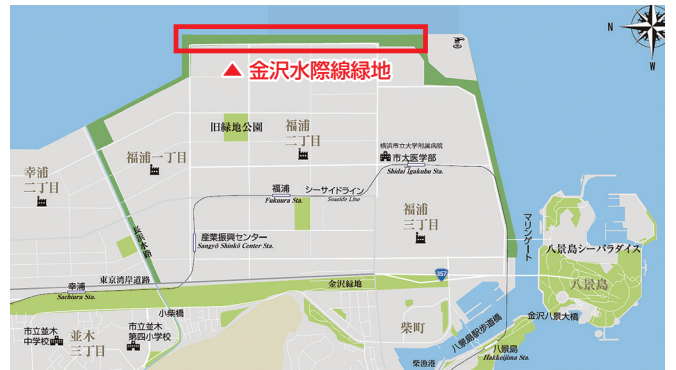 N
W
▲ 金沢水際線緑地
旧緑地公園
福浦
二丁目
横浜市立大学附属病院
市大医学部
Shidai Igakubu Sta.
福浦一丁目
幸浦
二丁目
長浜水路
福浦
Fukuura Sta.
シーサイドライン
Seaside Line
福浦
三丁目
産業振興センター
Sangyō Shinkō Center Sta.
マリンゲート
八景島シーパラダイス
八景島
357
東京湾岸道路
金沢緑地
幸浦
Sachiura Sta.
小柴橋
市立並木
中学校
並木
三丁目
市立並木
第四小学校
柴町
八景島駅歩道橋
金沢八景大橋
柴漁港
八景島
Hakkeijima Sta.